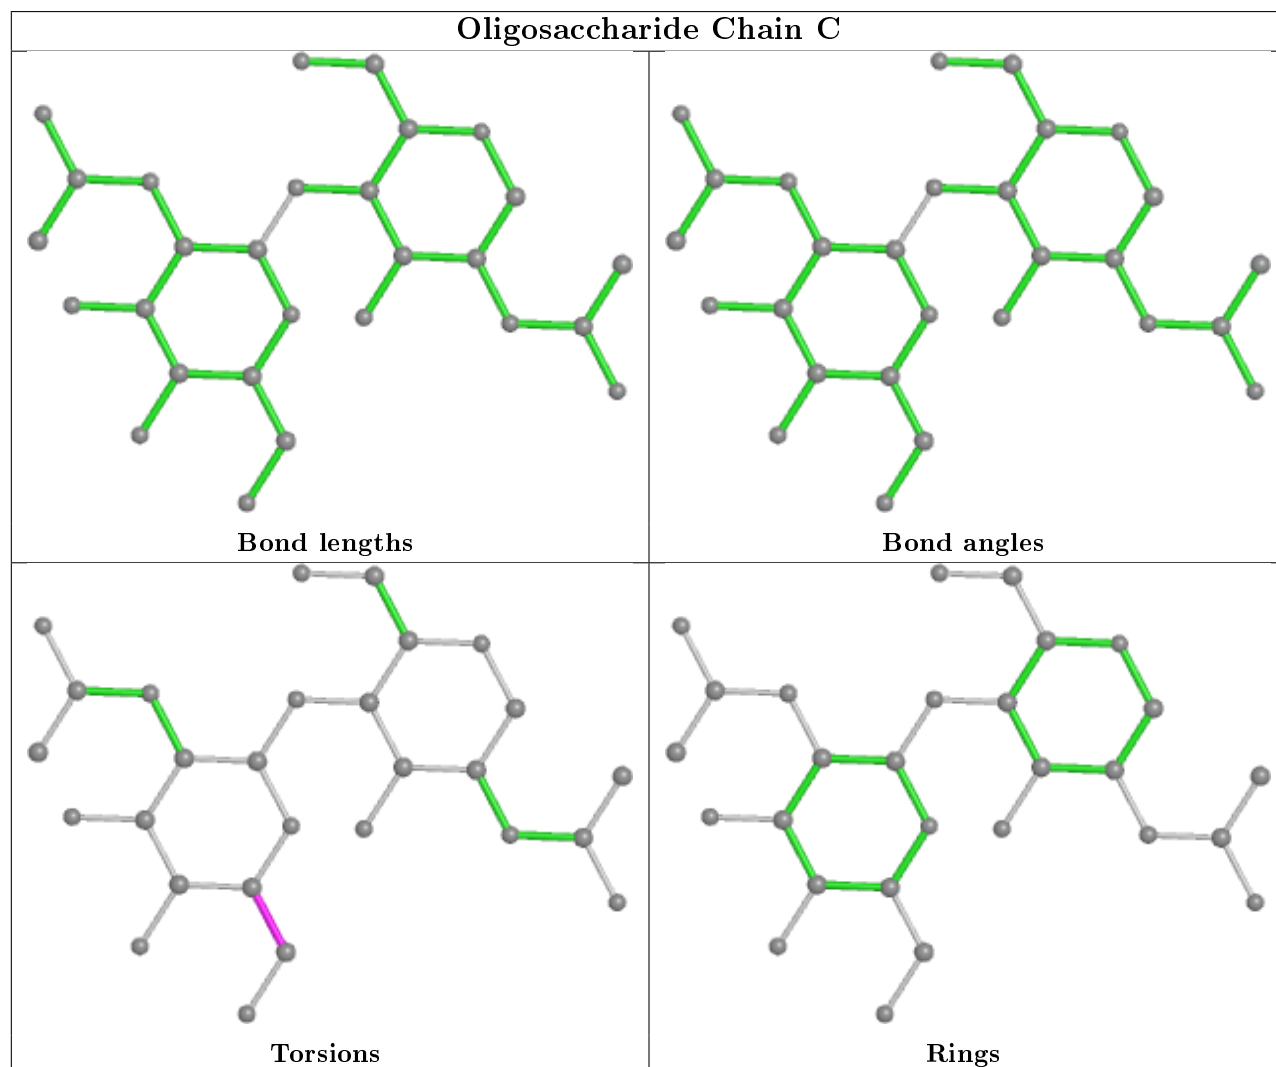 Oligosaccharide Chain C
Bond lengths
Bond angles
Torsions
Rings